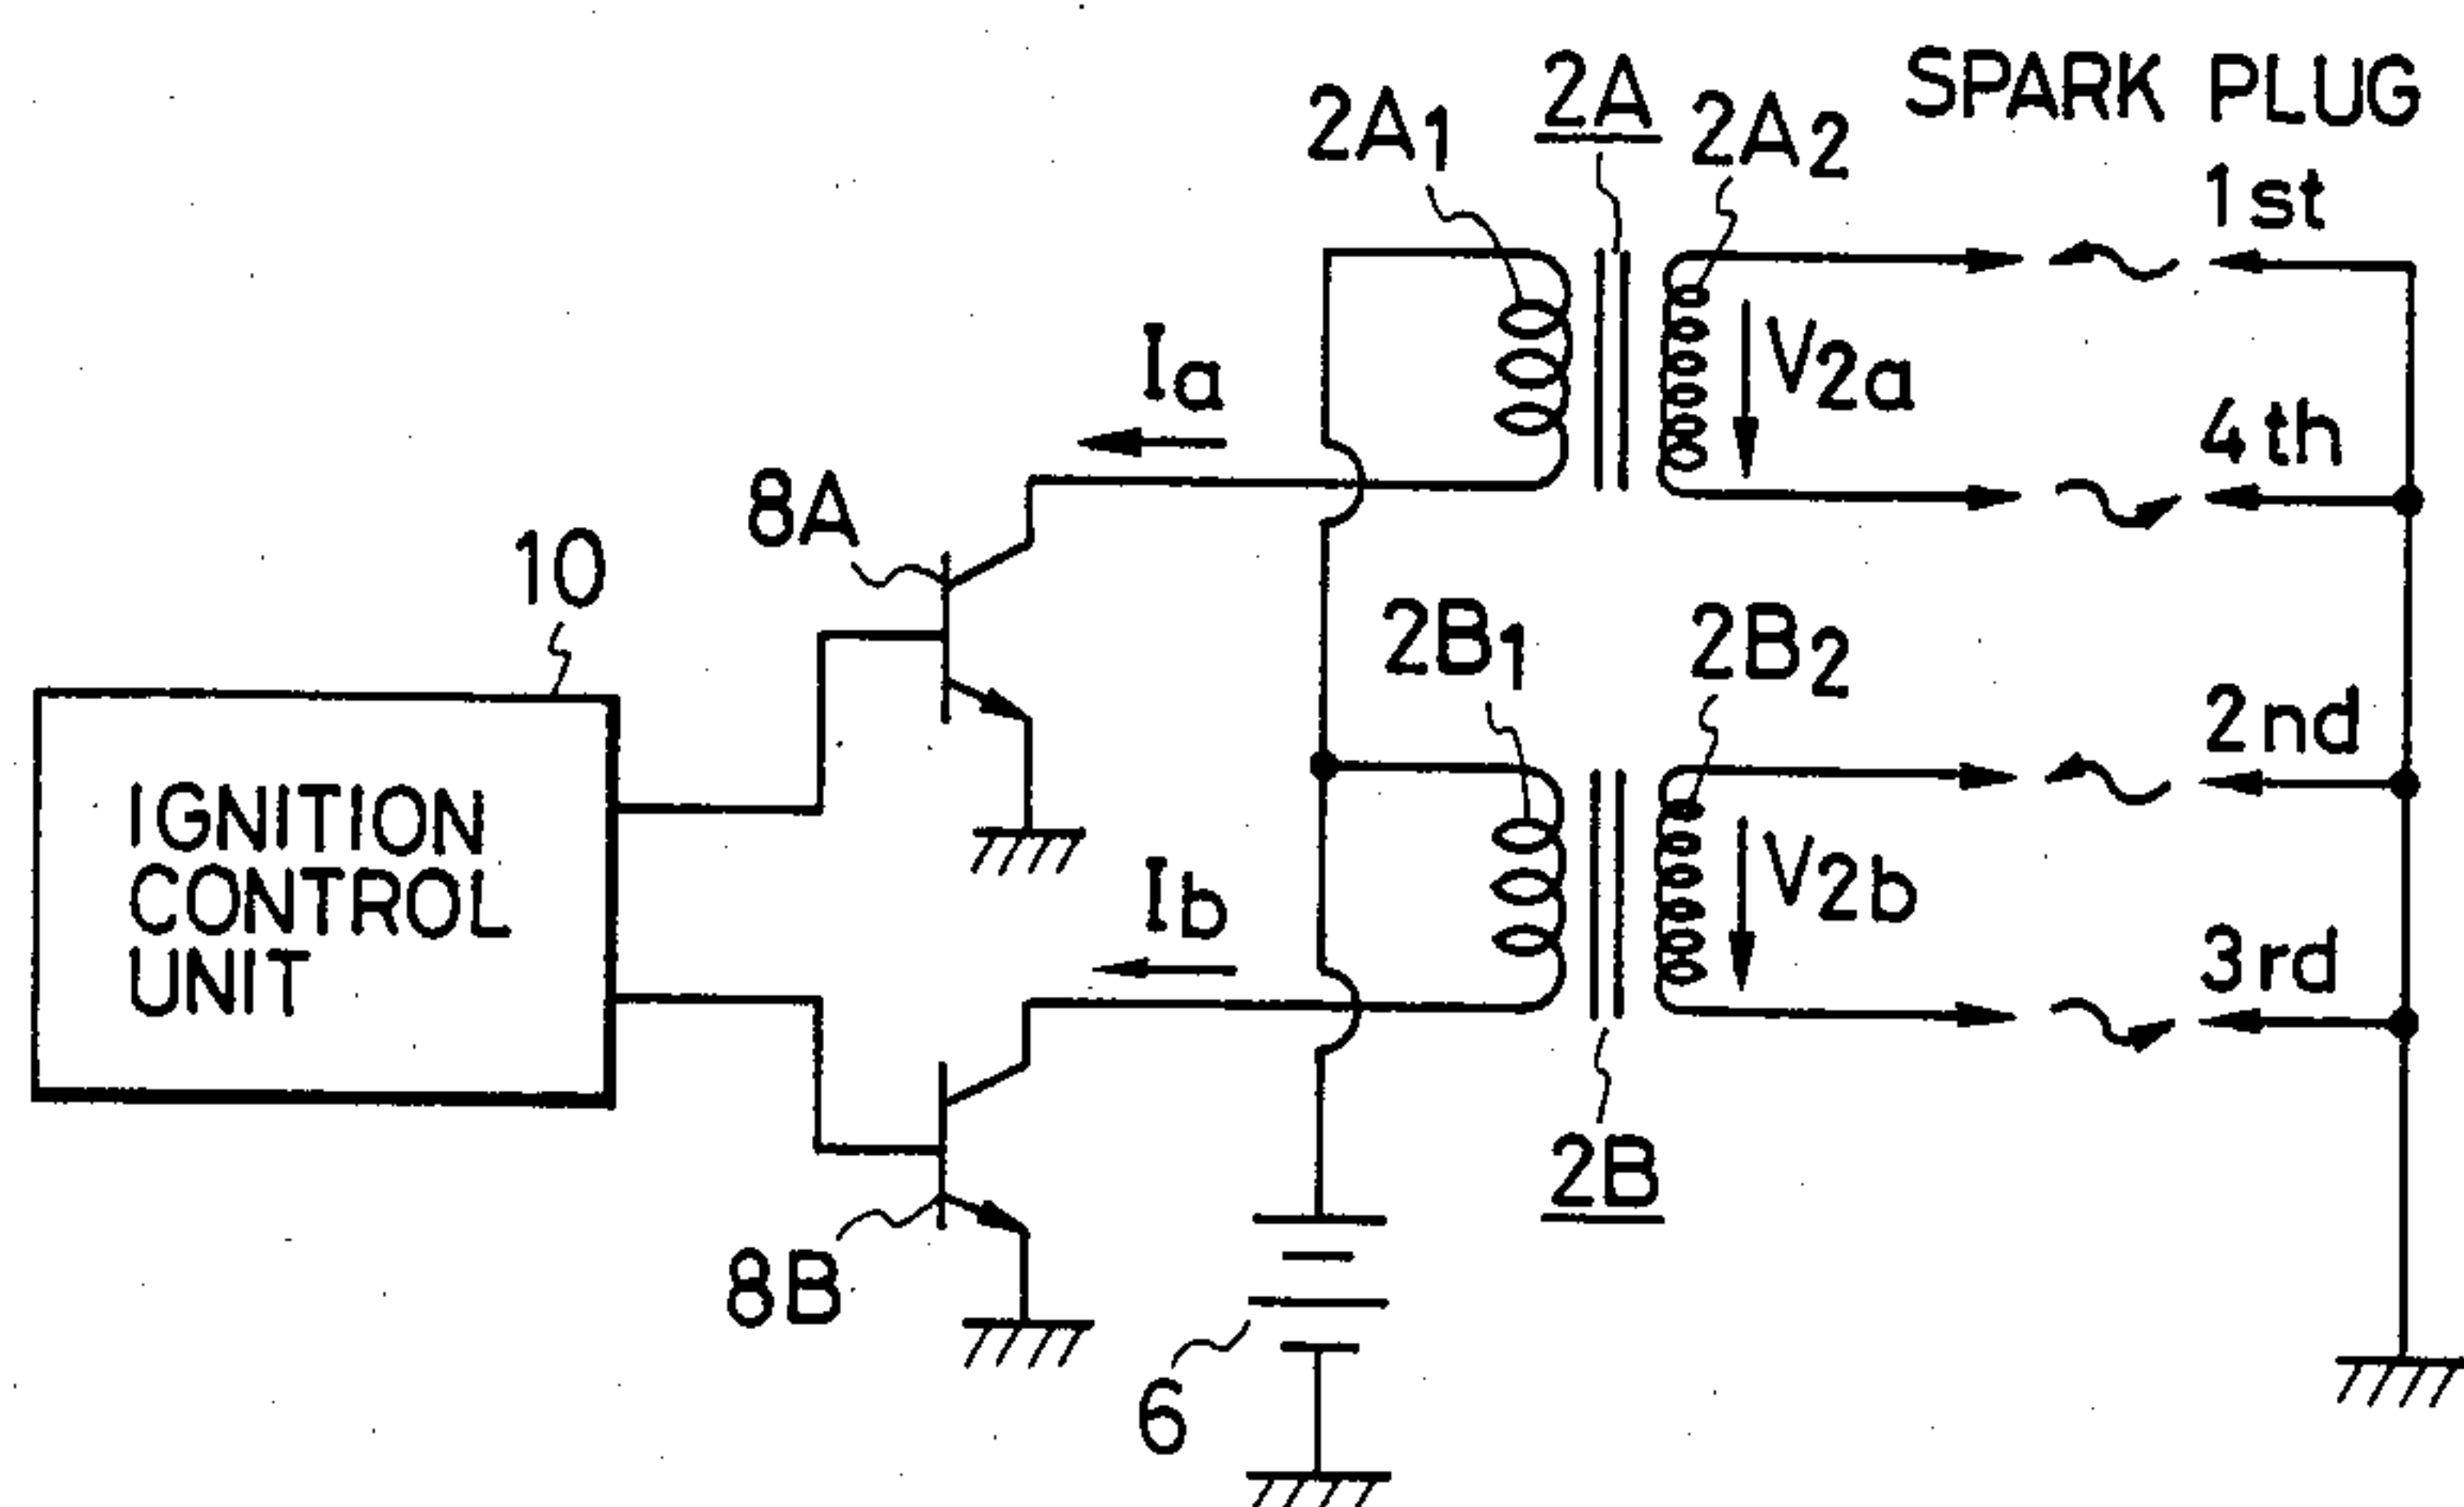 SPARK PLUG
2A1
2A
2A2
1st
Ia
V2a
4th
8A
10
2B1
2B2
2nd
IGNITION
CONTROL
UNIT
Ib
V2b
3rd
2B
8B
6